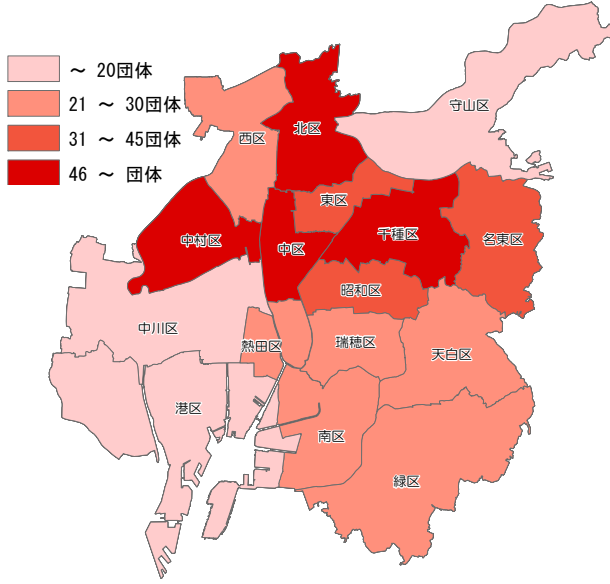 ～ 20団体
21 ～ 30団体
31 ～ 45団体
46 ～ 団体
守山区
北区
西区
東区
千種区
名東区
中村区
中区
昭和区
中川区
熱田区
瑞穂区
天白区
港区
南区
緑区